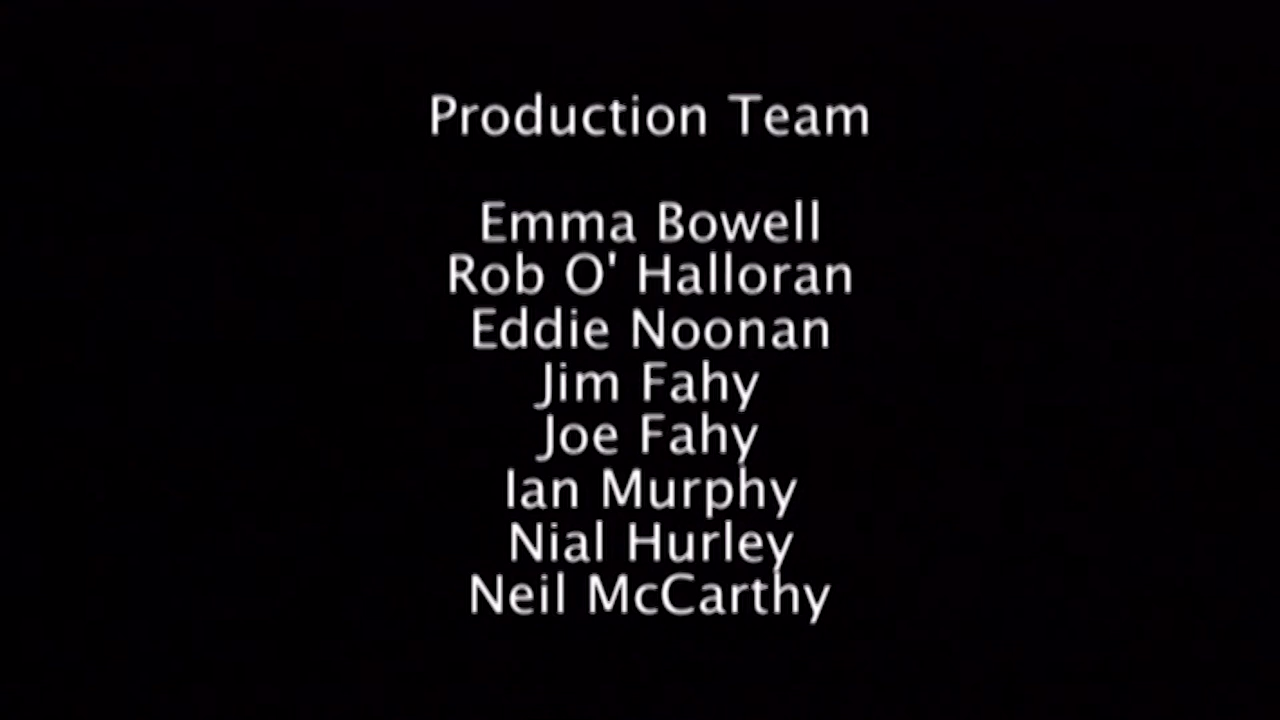 Production Team
Emma Bowell
Rob O' Halloran
Eddie Noonan
Jim Fahy
Joe Fahy
Ian Murphy
Nial Hurley
Neil McCarthy